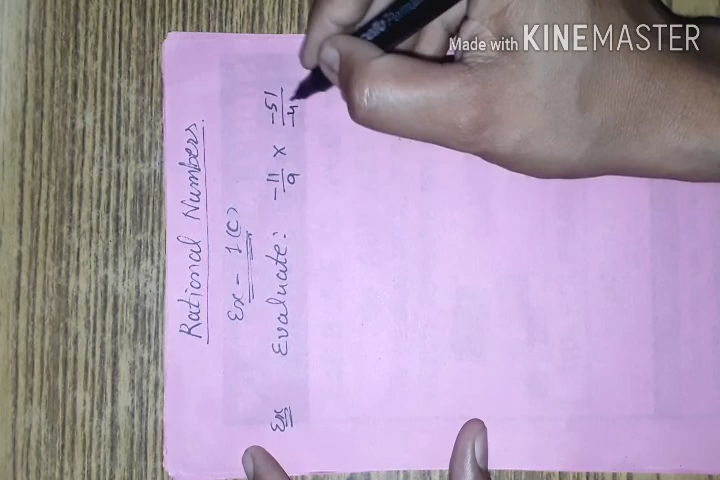 Rational Numbers.
Ex - 1(C)
Ex Evaluate: -11/9 × -51/-4
Made with KINEMASTER